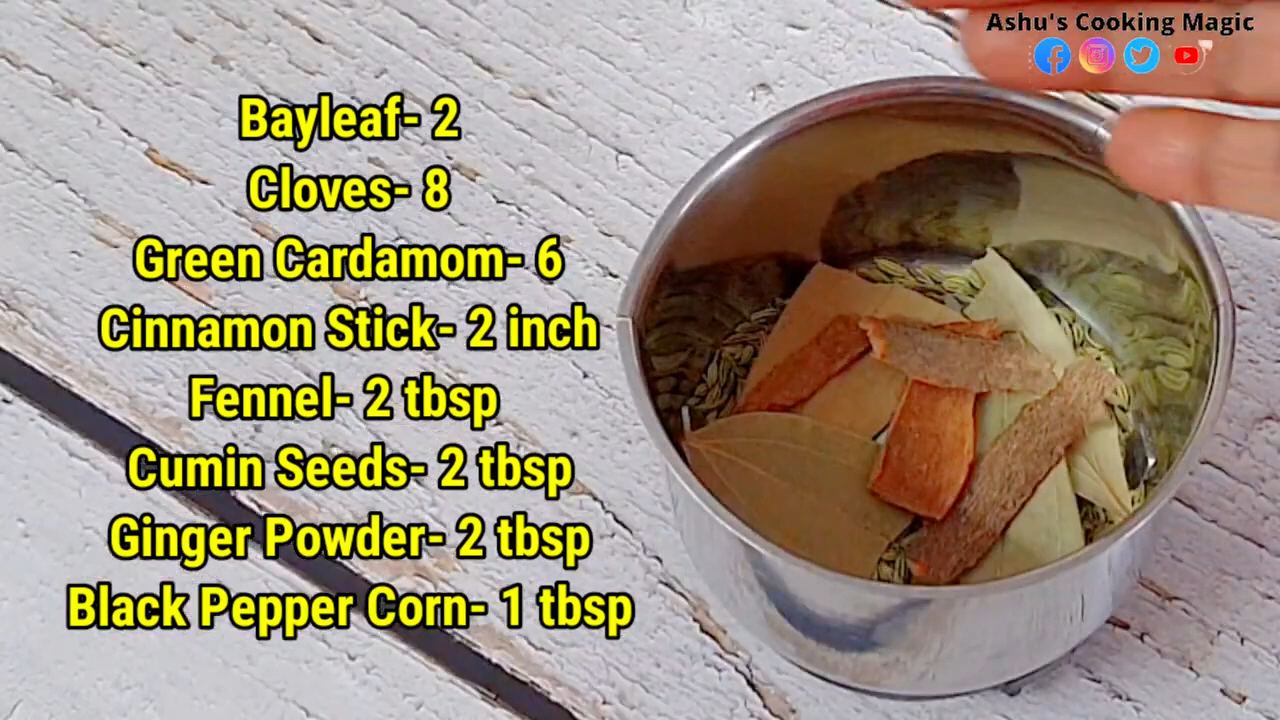 Ashu's Cooking Magic
Bayleaf- 2
Cloves- 8
Green Cardamom- 6
Cinnamon Stick- 2 inch
Fennel- 2 tbsp
Cumin Seeds- 2 tbsp
Ginger Powder- 2 tbsp
Black Pepper Corn- 1 tbsp